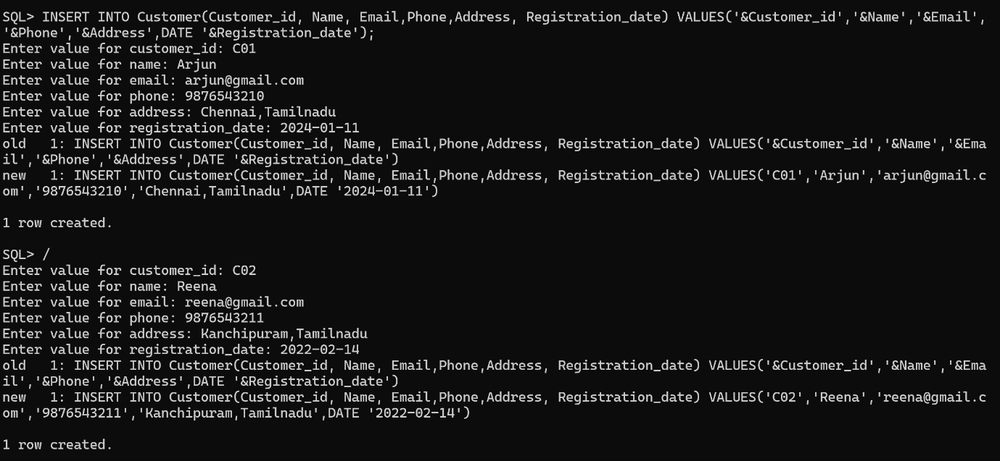 SQL> INSERT INTO Customer(Customer_id, Name, Email,Phone,Address, Registration_date) VALUES('&Customer_id','&Name','&Email',
'&Phone','&Address',DATE '&Registration_date');
Enter value for customer_id: C01
Enter value for name: Arjun
Enter value for email: arjun@gmail.com
Enter value for phone: 9876543210
Enter value for address: Chennai,Tamilnadu
Enter value for registration_date: 2024-01-11
old   1: INSERT INTO Customer(Customer_id, Name, Email,Phone,Address, Registration_date) VALUES('&Customer_id','&Name','&Ema
il','&Phone','&Address',DATE '&Registration_date')
new   1: INSERT INTO Customer(Customer_id, Name, Email,Phone,Address, Registration_date) VALUES('C01','Arjun','arjun@gmail.c
om','9876543210','Chennai,Tamilnadu',DATE '2024-01-11')
1 row created.
SQL> /
Enter value for customer_id: C02
Enter value for name: Reena
Enter value for email: reena@gmail.com
Enter value for phone: 9876543211
Enter value for address: Kanchipuram,Tamilnadu
Enter value for registration_date: 2022-02-14
old   1: INSERT INTO Customer(Customer_id, Name, Email,Phone,Address, Registration_date) VALUES('&Customer_id','&Name','&Ema
il','&Phone','&Address',DATE '&Registration_date')
new   1: INSERT INTO Customer(Customer_id, Name, Email,Phone,Address, Registration_date) VALUES('C02','Reena','reena@gmail.c
om','9876543211','Kanchipuram,Tamilnadu',DATE '2022-02-14')
1 row created.